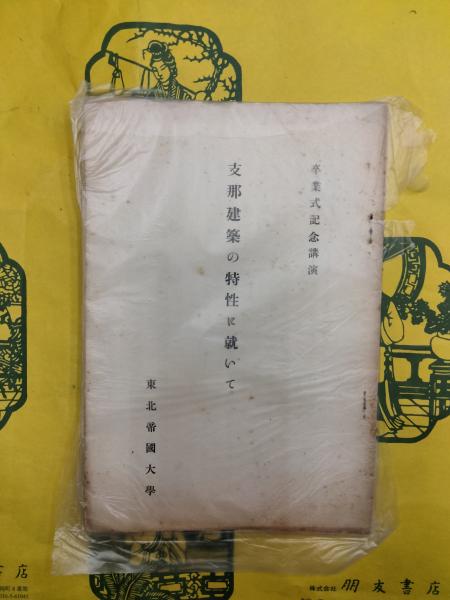 卒業式記念講演
支那建築の特性に就いて
東北帝國大學
株式会社 朋友書店
店